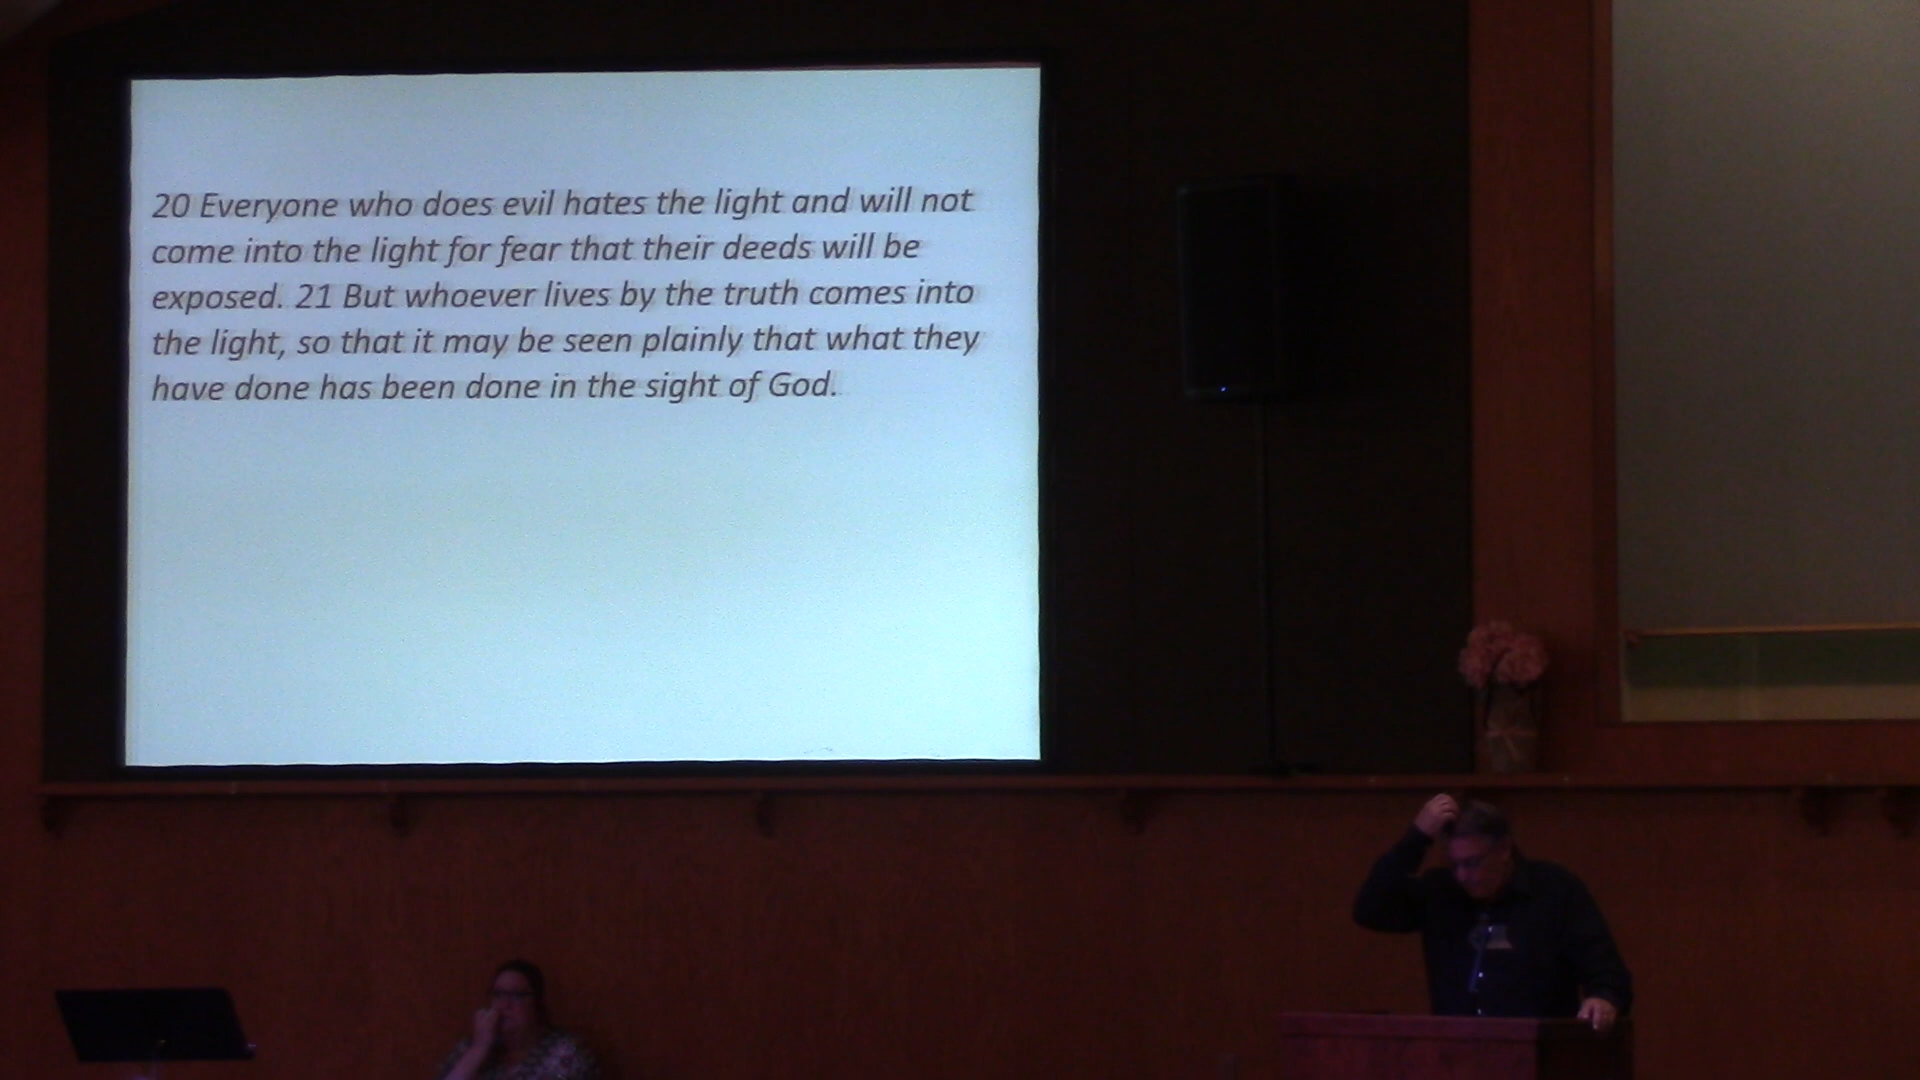 20 Everyone who does evil hates the light and will not
come into the light for fear that their deeds will be
exposed. 21 But whoever lives by the truth comes into
the light, so that it may be seen plainly that what they
have done has been done in the sight of God.